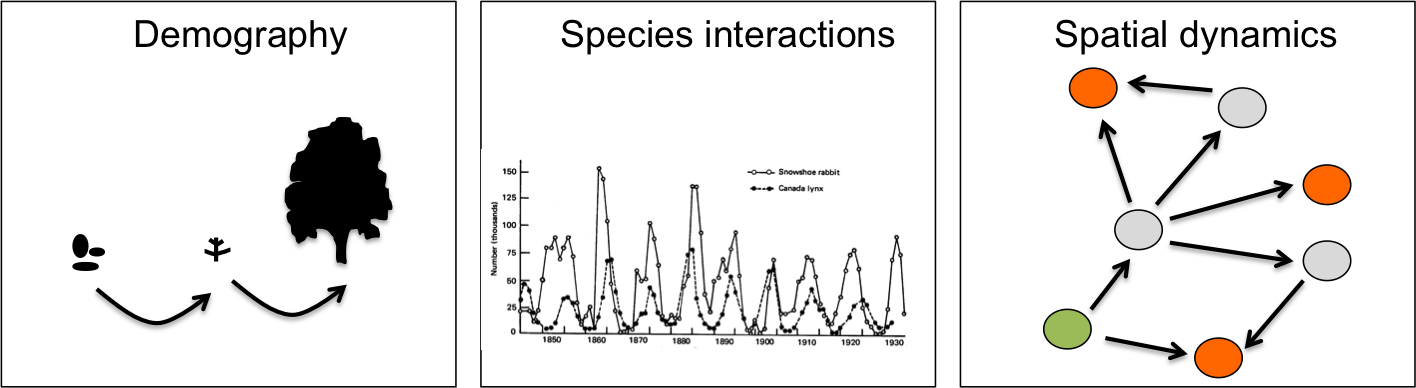 Demography
Species interactions
Number (thousands)
150
125
100
75
50
25
0
Snowshoe rabbit
Canada lynx
1850 1860 1870 1880 1890 1900 1910 1920 1930
Spatial dynamics